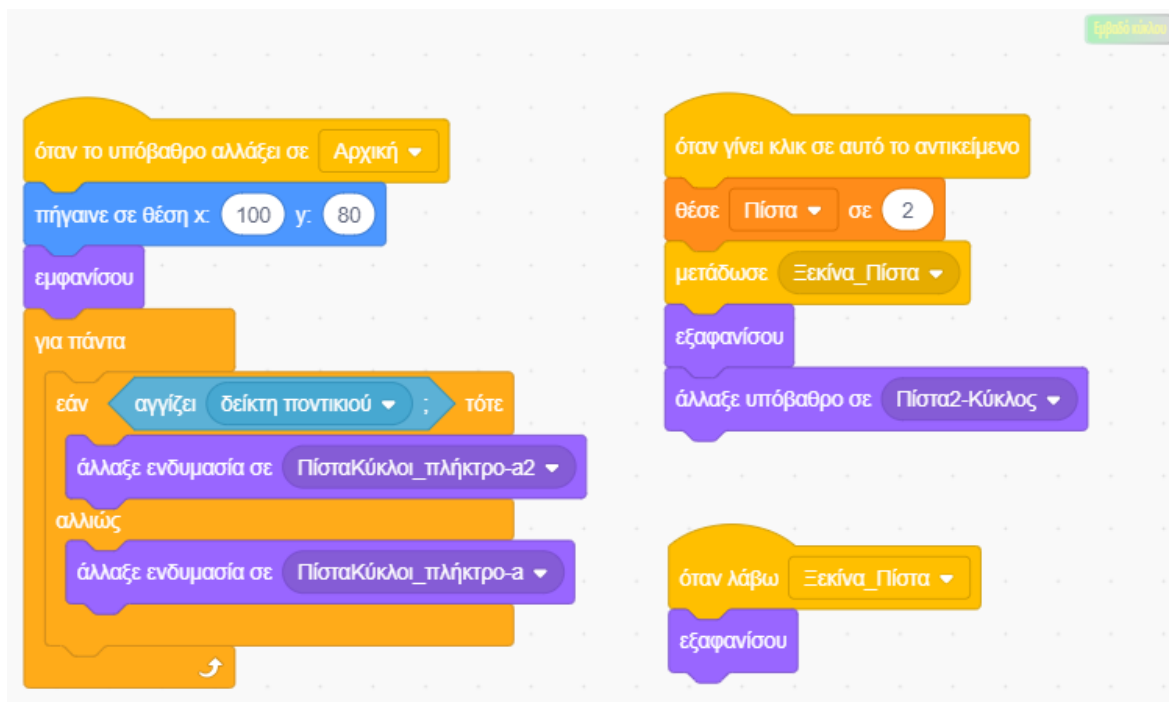 Εμβαδό κύκλου
όταν το υπόβαθρο αλλάξει σε Αρχική
πήγαινε σε θέση x: 100 y: 80
εμφανίσου
για πάντα
εάν αγγίζει δείκτη ποντικιού ; τότε
άλλαξε ενδυμασία σε ΠίσταΚύκλοι_πλήκτρο-a2
αλλιώς
άλλαξε ενδυμασία σε ΠίσταΚύκλοι_πλήκτρο-a
όταν γίνει κλικ σε αυτό το αντικείμενο
θέσε Πίστα σε 2
μετάδωσε Ξεκίνα_Πίστα
εξαφανίσου
άλλαξε υπόβαθρο σε Πίστα2-Κύκλος
όταν λάβω Ξεκίνα_Πίστα
εξαφανίσου